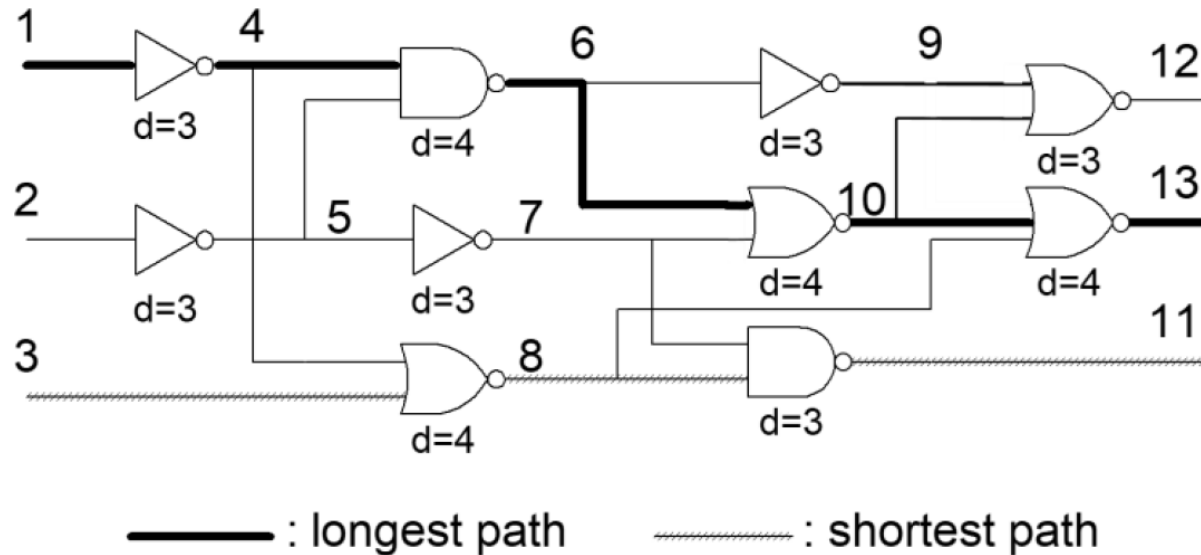 1 4 6 9 12
d=3 d=4 d=3 d=3
2 5 7 10 13
d=3 d=3 d=4 d=4
3 8 11
d=4 d=3
: longest path : shortest path